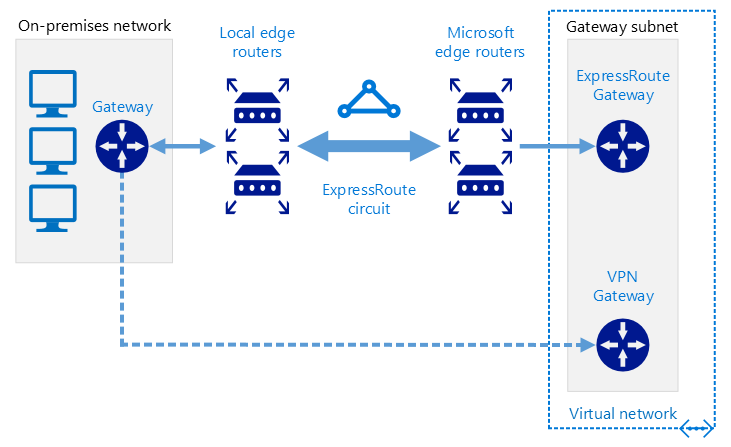 On-premises network
Gateway
Local edge
routers
ExpressRoute
circuit
Microsoft
edge routers
Gateway subnet
ExpressRoute
Gateway
VPN
Gateway
Virtual network